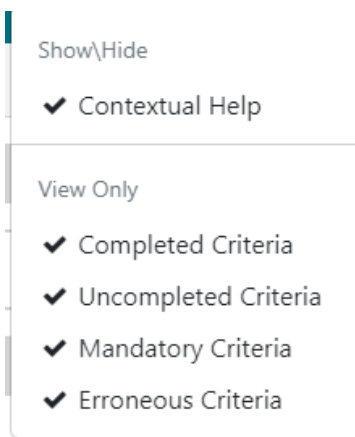 Show\Hide
Contextual Help
View Only
Completed Criteria
Uncompleted Criteria
Mandatory Criteria
Erroneous Criteria